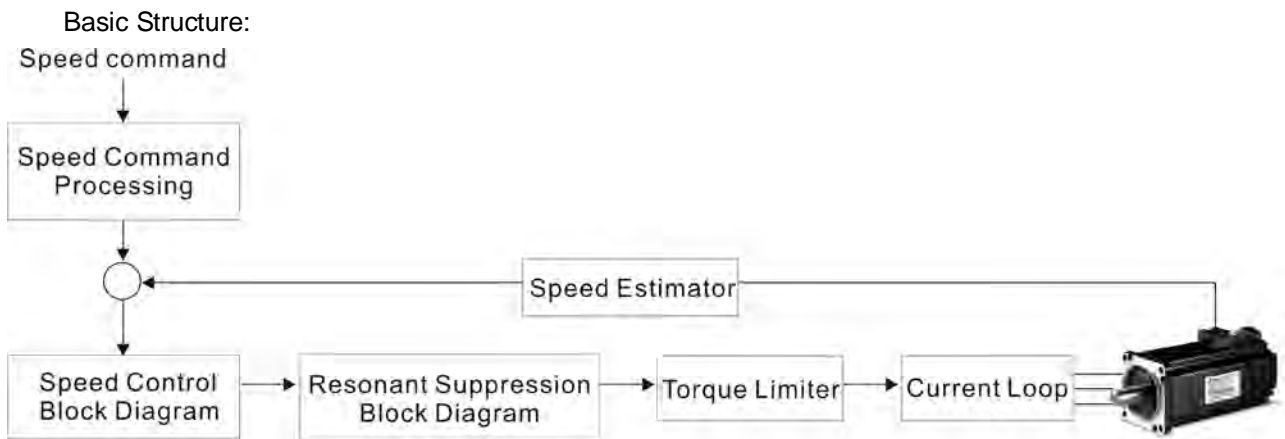 Basic Structure:
Speed command
Speed Command
Processing
Speed Estimator
Speed Control
Block Diagram
Resonant Suppression
Block Diagram
Torque Limiter
Current Loop